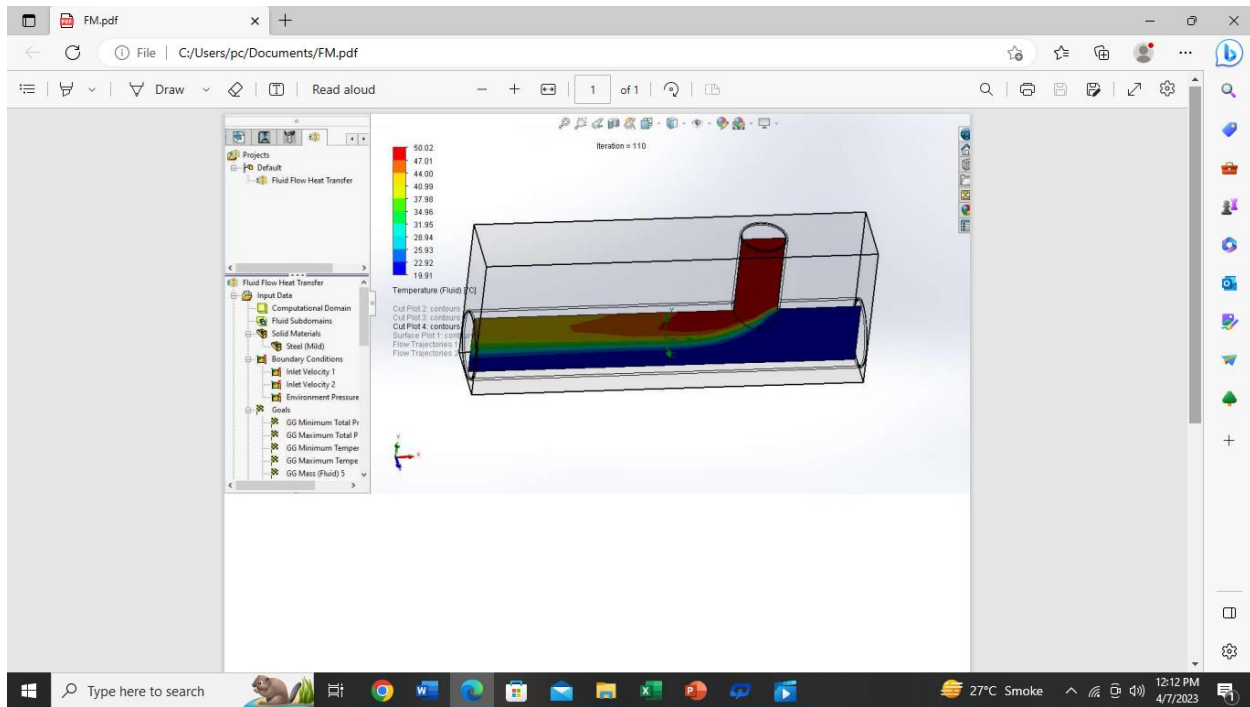 FM.pdf
File | C:/Users/pc/Documents/FM.pdf
Draw
Read aloud
1 of 1
Projects
Default
Fluid Flow Heat Transfer
Fluid Flow Heat Transfer
Input Data
Computational Domain
Fluid Subdomains
Solid Materials
Steel (Mild)
Boundary Conditions
Inlet Velocity 1
Inlet Velocity 2
Environment Pressure
Goals
GG Minimum Total Pr
GG Maximum Total P
GG Minimum Temper
GG Maximum Tempe
GG Mass (Fluid) 5
Iteration = 110
50.02
47.01
44.00
40.99
37.98
34.96
31.95
28.94
25.93
22.92
19.91
Temperature (Fluid) [°C]
Cut Plot 2: contours
Cut Plot 3: contours
Cut Plot 4: contours
Surface Plot 1: contours
Flow Trajectories 1
Flow Trajectories 2
Y
X
Type here to search
27°C Smoke
12:12 PM
4/7/2023